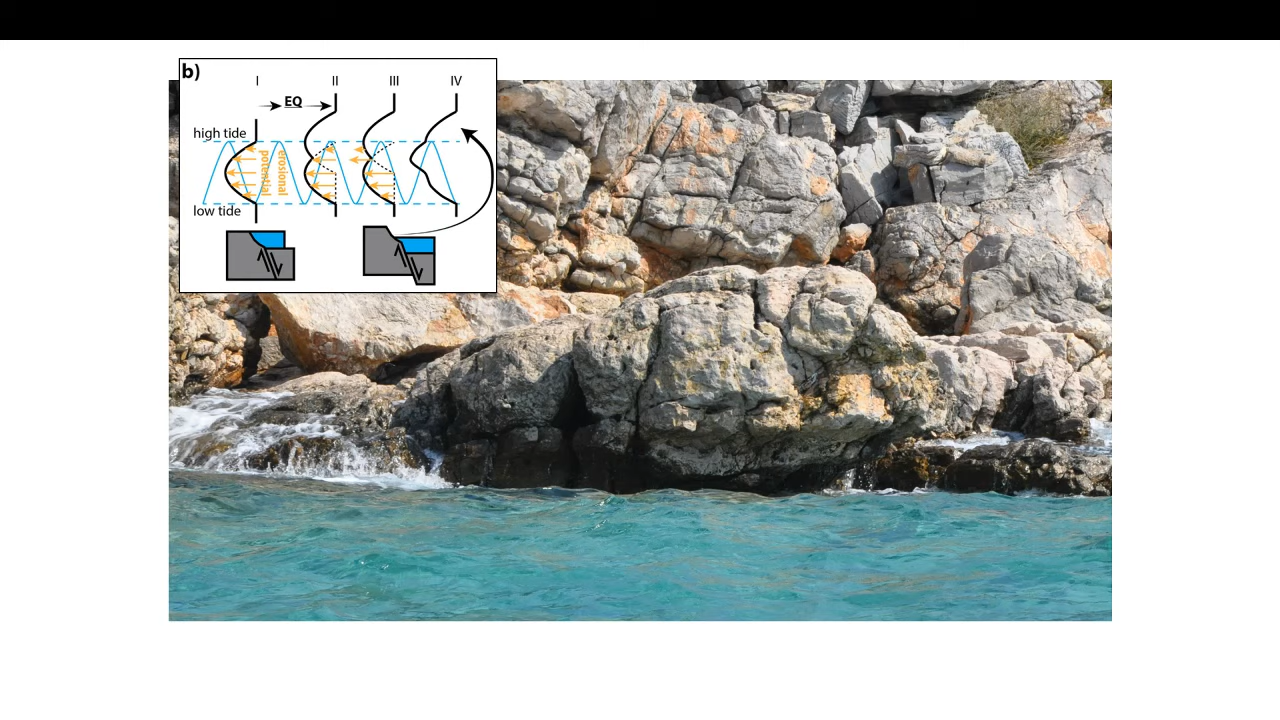 b)
I II III IV
EQ
high tide
erosional
potential
low tide